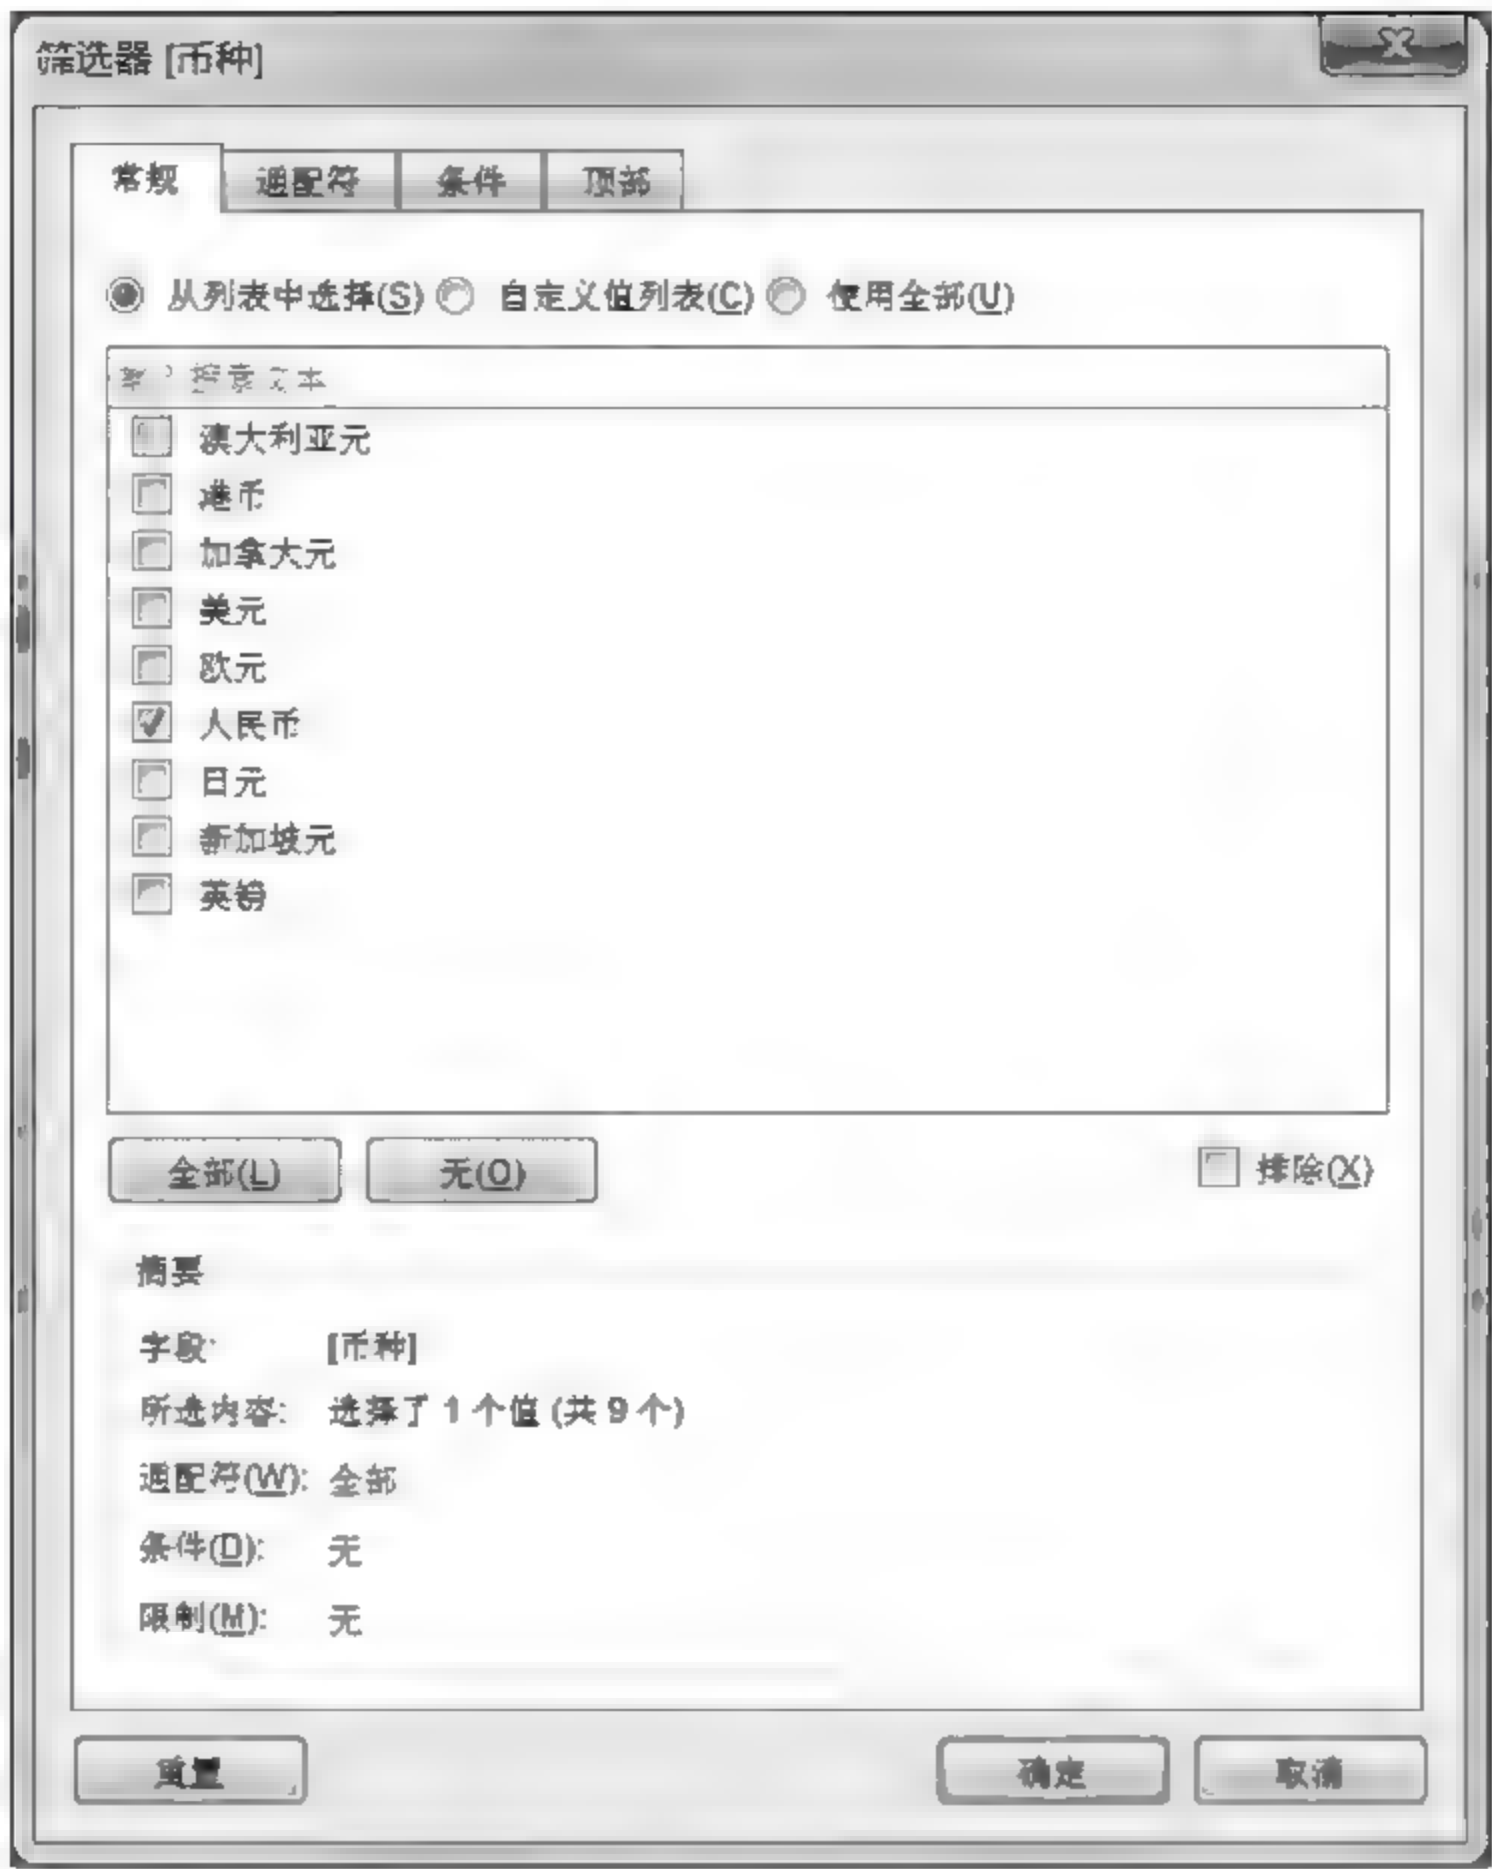 筛选器 [币种]
常规 通配符 条件 顶部
从列表中选择(S) 自定义值列表(C) 使用全部(U)
搜索文本
澳大利亚元
港币
加拿大元
美元
欧元
人民币
日元
新加坡元
英镑
全部(L) 无(O) 排除(X)
摘要
字段: [币种]
所选内容: 选择了 1 个值 (共 9 个)
通配符(W): 全部
条件(D): 无
限制(M): 无
重置 确定 取消